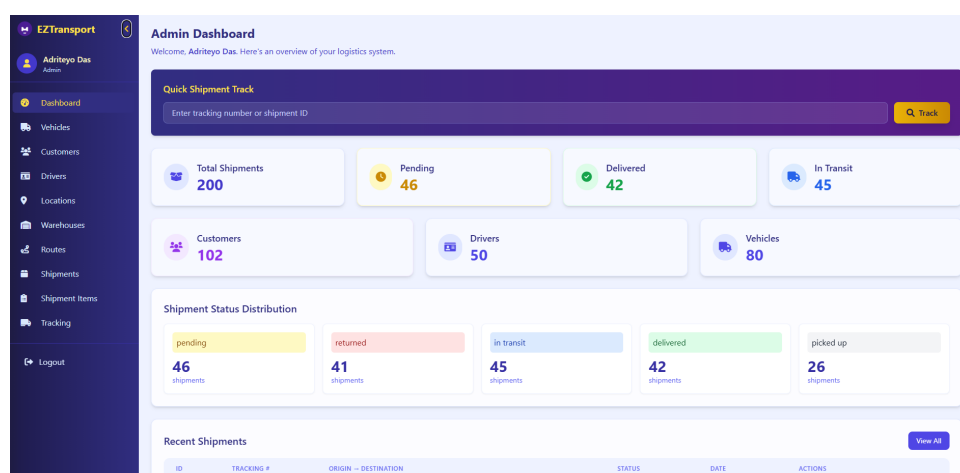 EZTransport
Adriteyo Das
Admin
Dashboard
Vehicles
Customers
Drivers
Locations
Warehouses
Routes
Shipments
Shipment Items
Tracking
Logout
Admin Dashboard
Welcome, Adriteyo Das. Here's an overview of your logistics system.
Quick Shipment Track
Enter tracking number or shipment ID
Track
Total Shipments
200
Pending
46
Delivered
42
In Transit
45
Customers
102
Drivers
50
Vehicles
80
Shipment Status Distribution
pending
46
shipments
returned
41
shipments
in transit
45
shipments
delivered
42
shipments
picked up
26
shipments
Recent Shipments
View All
ID TRACKING # ORIGIN → DESTINATION STATUS DATE ACTIONS